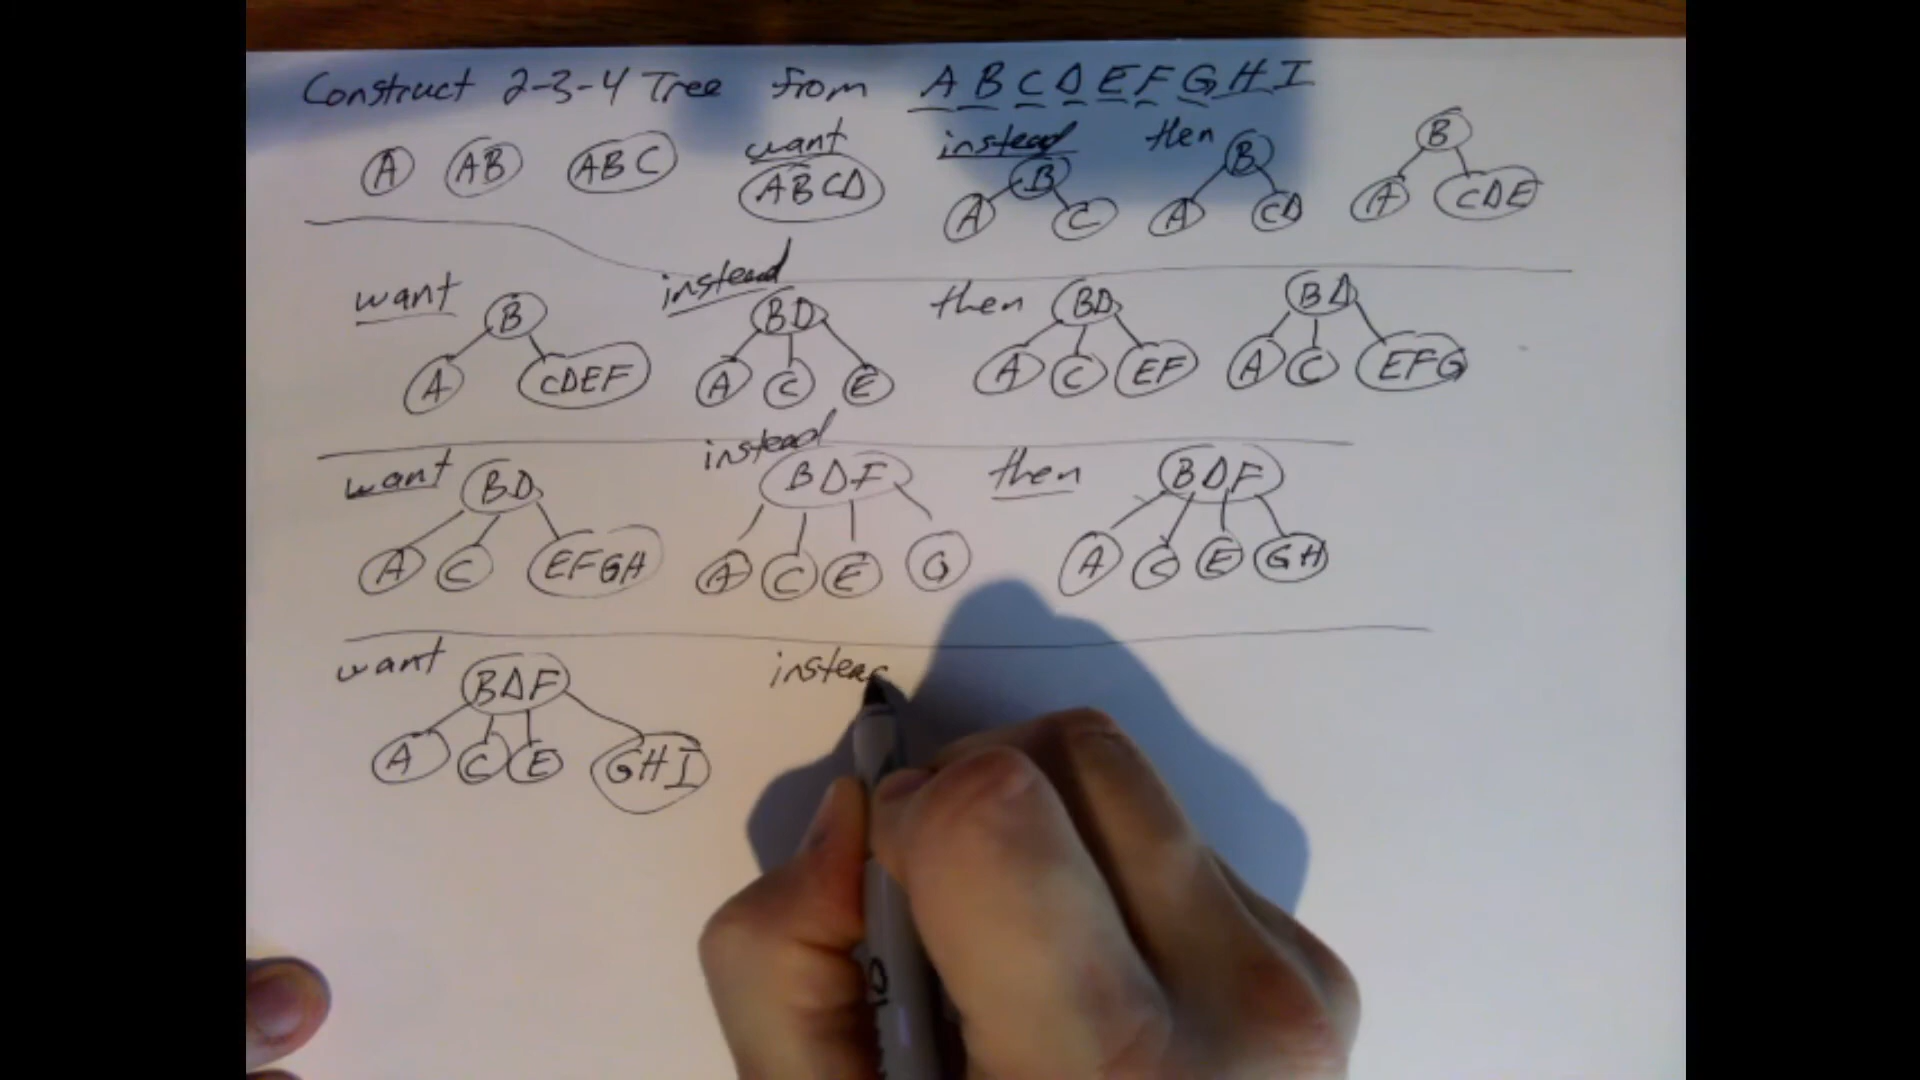 Construct 2-3-4 Tree from A B C D E F G H I
A AB ABC want instead then B
ABCD B B A CDE
A C A CD
want B instead BD then BD BD
A CDEF A C E A C EF A C EFG
want BD instead BDF then BDF
A C EFGH A C E G A C E GH
want BDF instea
A C E GHI